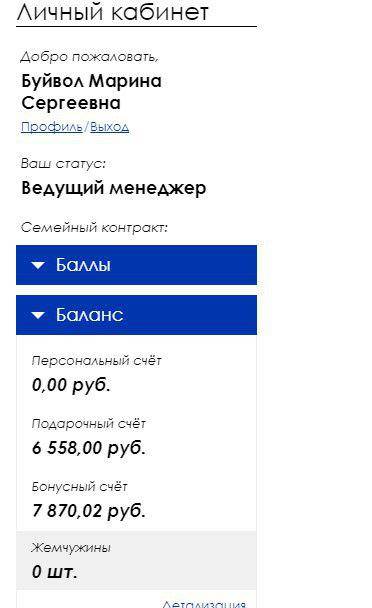 Личный кабинет
Добро пожаловать,
Буйвол Марина
Сергеевна
Профиль/Выход
Ваш статус:
Ведущий менеджер
Семейный контракт:
Баллы
Баланс
Персональный счёт
0,00 руб.
Подарочный счёт
6 558,00 руб.
Бонусный счёт
7 870,02 руб.
Жемчужины
0 шт.
Детализация